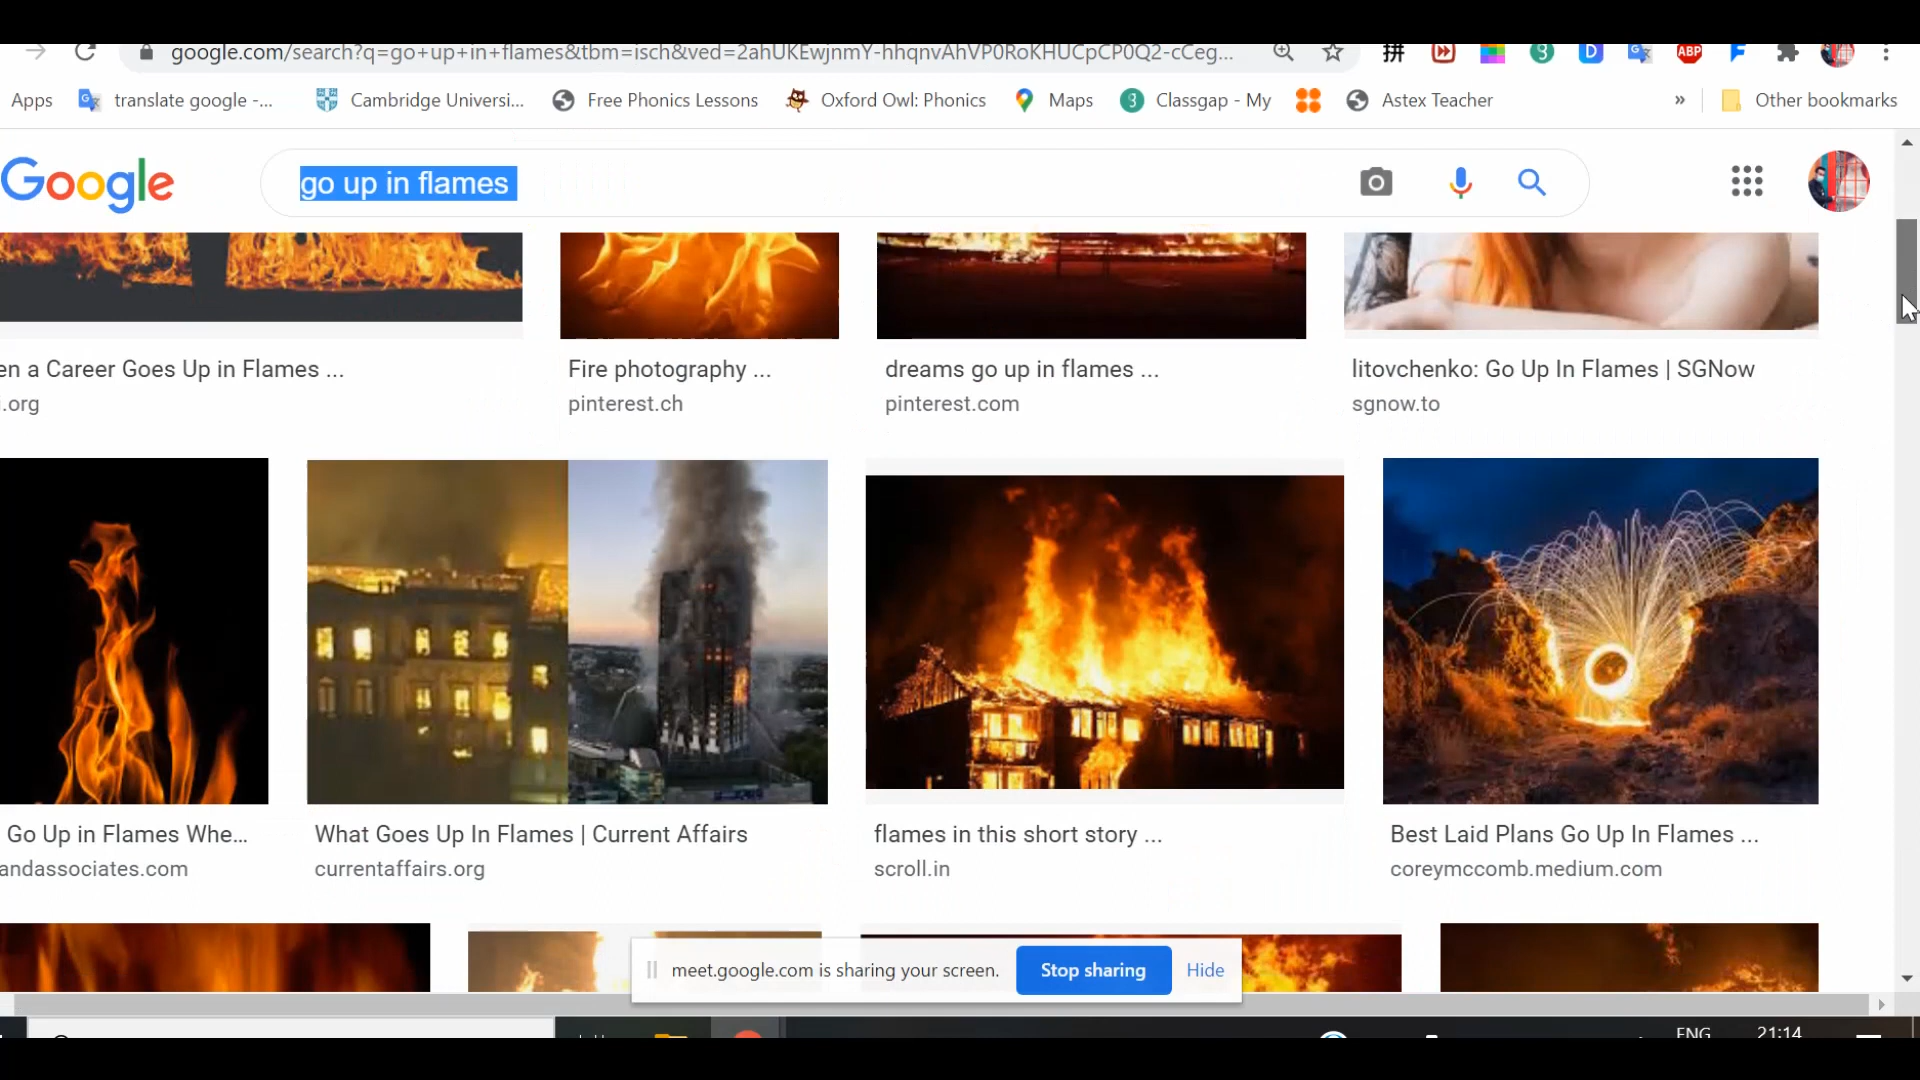 google.com/search?q=go+up+in+flames&tbm=isch&ved=2ahUKEwjnmY-hhqnvAhVP0RoKHUCpCP0Q2-cCeg...
Apps translate google -... Cambridge Universi... Free Phonics Lessons Oxford Owl: Phonics Maps Classgap - My Astex Teacher » Other bookmarks
Google go up in flames
en a Career Goes Up in Flames ...
.org
Fire photography ...
pinterest.ch
dreams go up in flames ...
pinterest.com
litovchenko: Go Up In Flames | SGNow
sgnow.to
Go Up in Flames Whe...
andassociates.com
What Goes Up In Flames | Current Affairs
currentaffairs.org
flames in this short story ...
scroll.in
Best Laid Plans Go Up In Flames ...
coreymccomb.medium.com
meet.google.com is sharing your screen. Stop sharing Hide
ENG 21:14